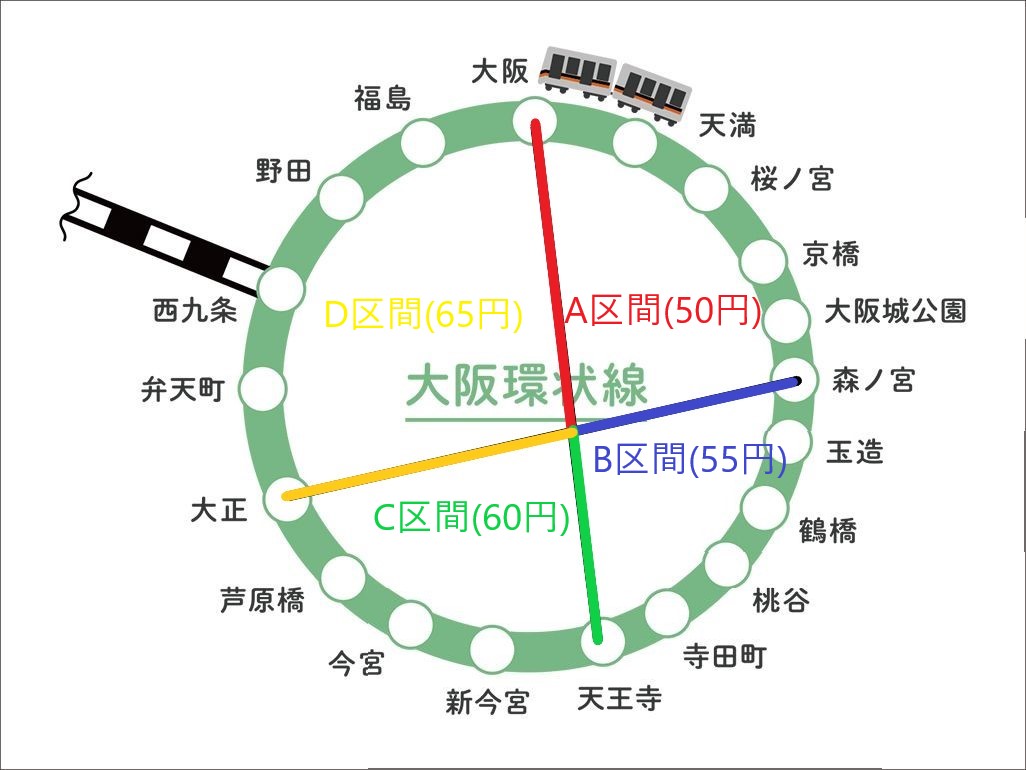 大阪
福島
天満
野田
桜ノ宮
京橋
西九条
D区間(65円)
A区間(50円)
大阪城公園
大阪環状線
弁天町
森ノ宮
B区間(55円)
玉造
大正
C区間(60円)
鶴橋
芦原橋
桃谷
今宮
寺田町
新今宮
天王寺